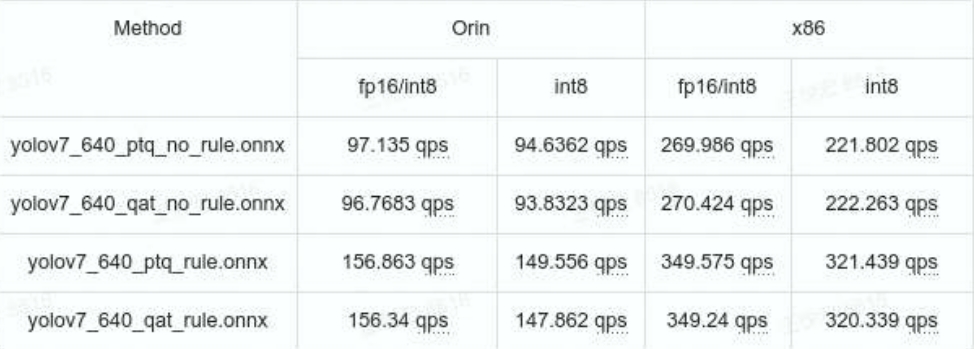 Method Orin x86
fp16/int8 int8 fp16/int8 int8
yolov7_640_ptq_no_rule.onnx 97.135 qps 94.6362 qps 269.986 qps 221.802 qps
yolov7_640_qat_no_rule.onnx 96.7683 qps 93.8323 qps 270.424 qps 222.263 qps
yolov7_640_ptq_rule.onnx 156.863 qps 149.556 qps 349.575 qps 321.439 qps
yolov7_640_qat_rule.onnx 156.34 qps 147.862 qps 349.24 qps 320.339 qps